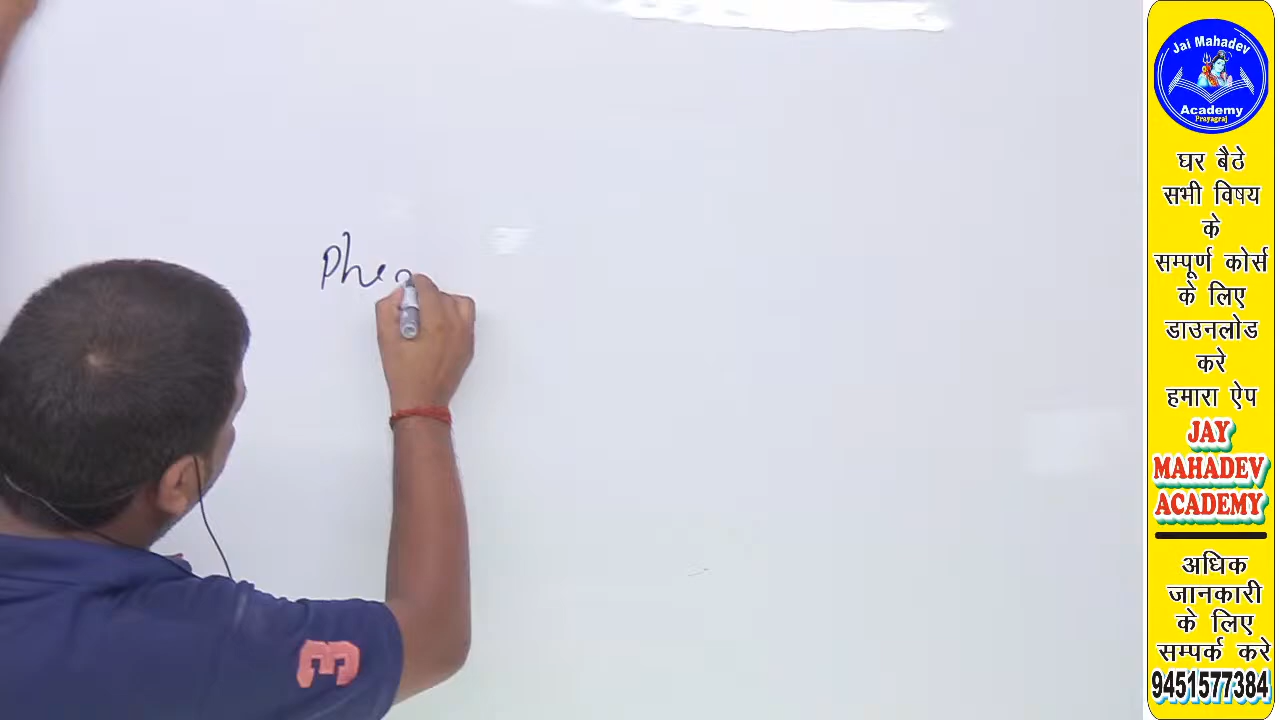 Phe
Jai Mahadev
Academy
Prayagraj
घर बैठे
सभी विषय
के
सम्पूर्ण कोर्स
के लिए
डाउनलोड
करे
हमारा ऐप
JAY
MAHADEV
ACADEMY
अधिक
जानकारी
के लिए
सम्पर्क करे
9451577384